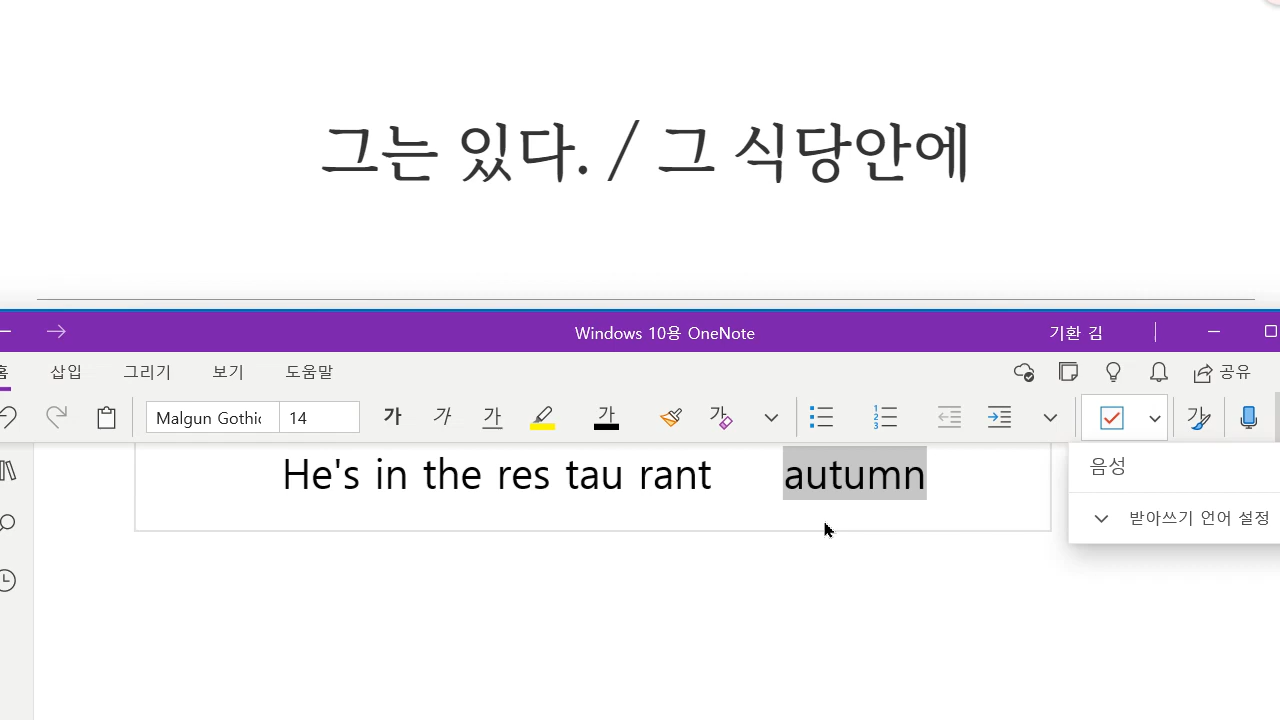 그는 있다. / 그 식당안에
Windows 10용 OneNote
기환 김
홈 삽입 그리기 보기 도움말 공유
Malgun Gothic 14 가 가 가 가 가 가
He's in the res tau rant autumn
음성
받아쓰기 언어 설정